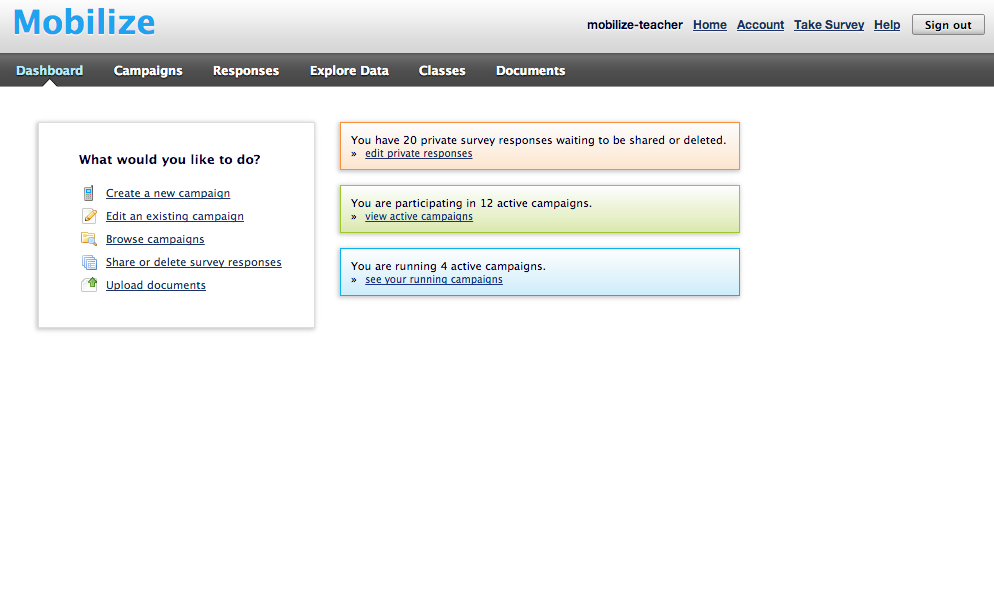 Mobilize
mobilize-teacher Home Account Take Survey Help Sign out
Dashboard Campaigns Responses Explore Data Classes Documents
What would you like to do?
Create a new campaign
Edit an existing campaign
Browse campaigns
Share or delete survey responses
Upload documents
You have 20 private survey responses waiting to be shared or deleted.
» edit private responses
You are participating in 12 active campaigns.
» view active campaigns
You are running 4 active campaigns.
» see your running campaigns